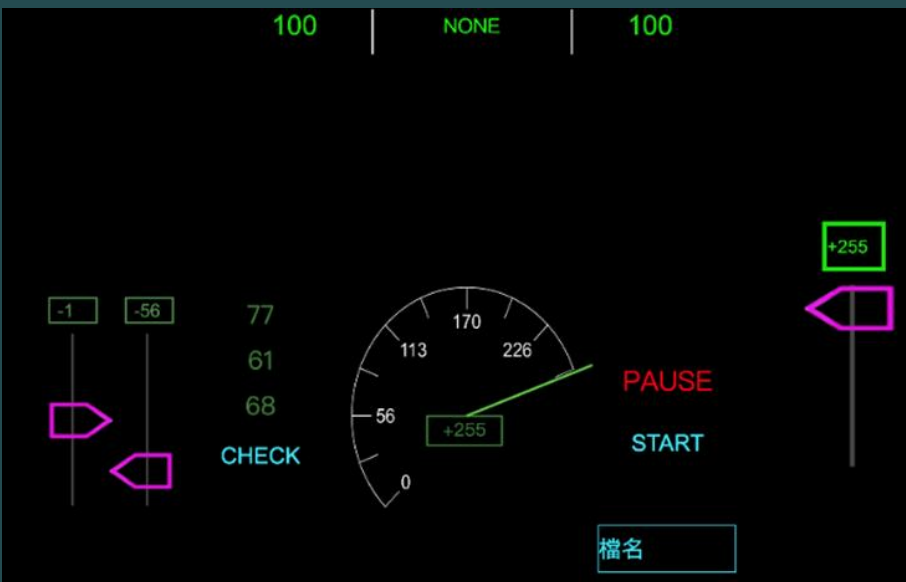 100
NONE
100
+255
-1
-56
77
61
68
CHECK
0
56
113
170
226
+255
PAUSE
START
檔名